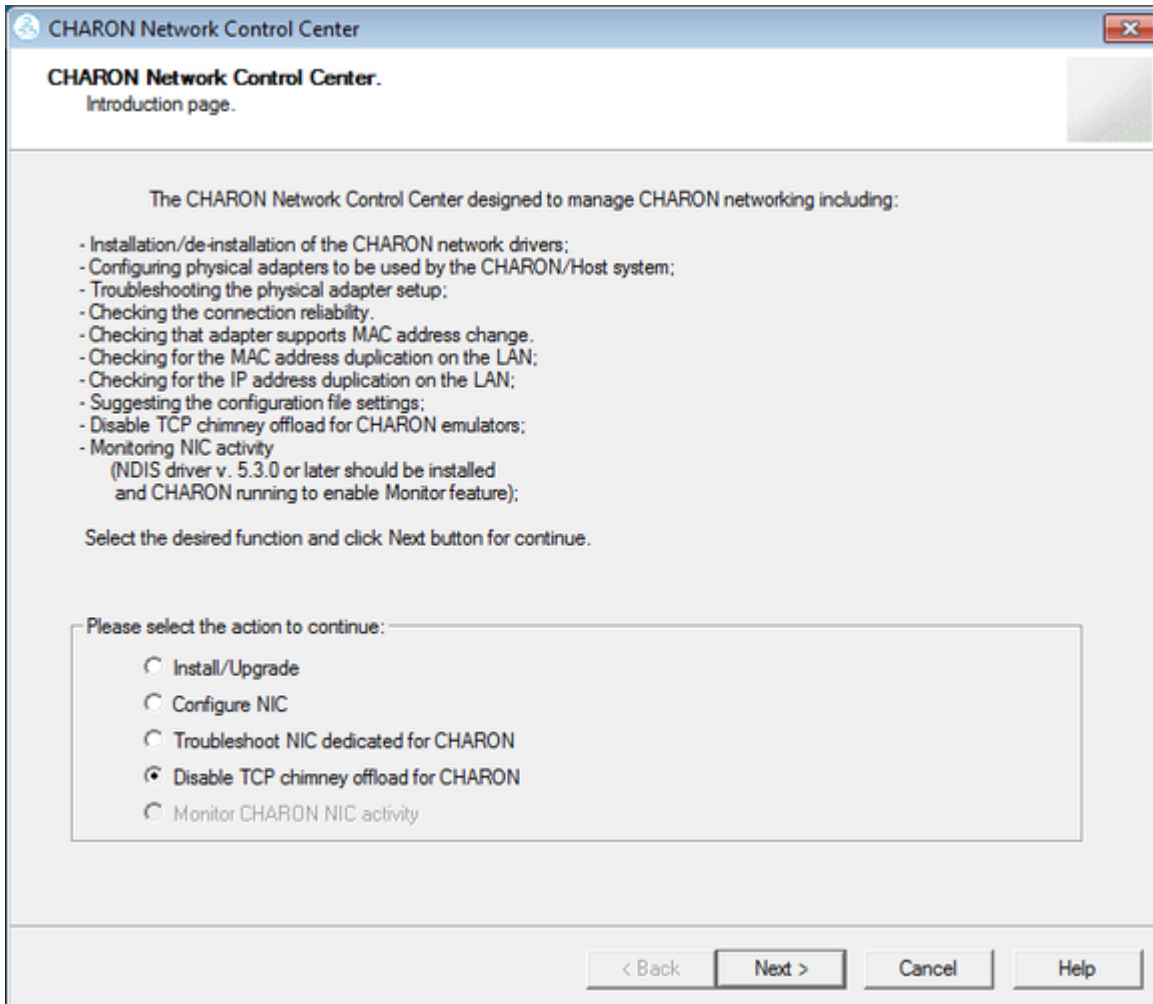 CHARON Network Control Center
CHARON Network Control Center.
Introduction page.
The CHARON Network Control Center designed to manage CHARON networking including:
- Installation/de-installation of the CHARON network drivers;
- Configuring physical adapters to be used by the CHARON/Host system;
- Troubleshooting the physical adapter setup;
- Checking the connection reliability.
- Checking that adapter supports MAC address change.
- Checking for the MAC address duplication on the LAN;
- Checking for the IP address duplication on the LAN;
- Suggesting the configuration file settings;
- Disable TCP chimney offload for CHARON emulators;
- Monitoring NIC activity
(NDIS driver v. 5.3.0 or later should be installed
and CHARON running to enable Monitor feature);
Select the desired function and click Next button for continue.
Please select the action to continue:
Install/Upgrade
Configure NIC
Troubleshoot NIC dedicated for CHARON
Disable TCP chimney offload for CHARON
Monitor CHARON NIC activity
< Back Next > Cancel Help